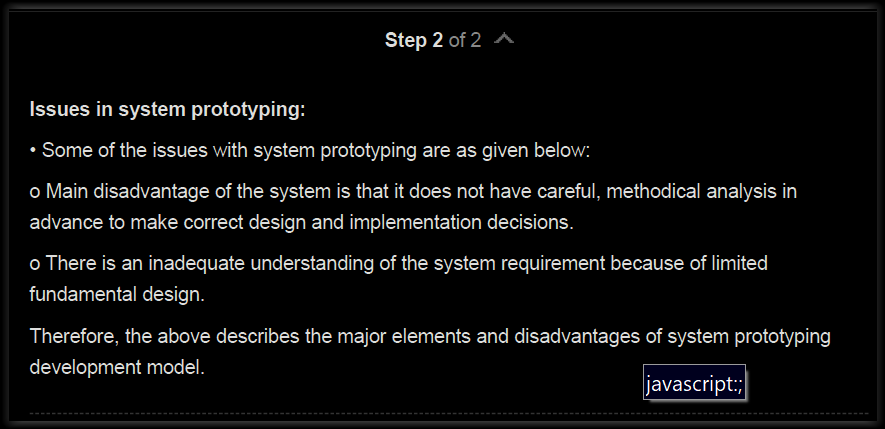 Step 2 of 2
Issues in system prototyping:
• Some of the issues with system prototyping are as given below:
o Main disadvantage of the system is that it does not have careful, methodical analysis in
advance to make correct design and implementation decisions.
o There is an inadequate understanding of the system requirement because of limited
fundamental design.
Therefore, the above describes the major elements and disadvantages of system prototyping
development model.
javascript:;